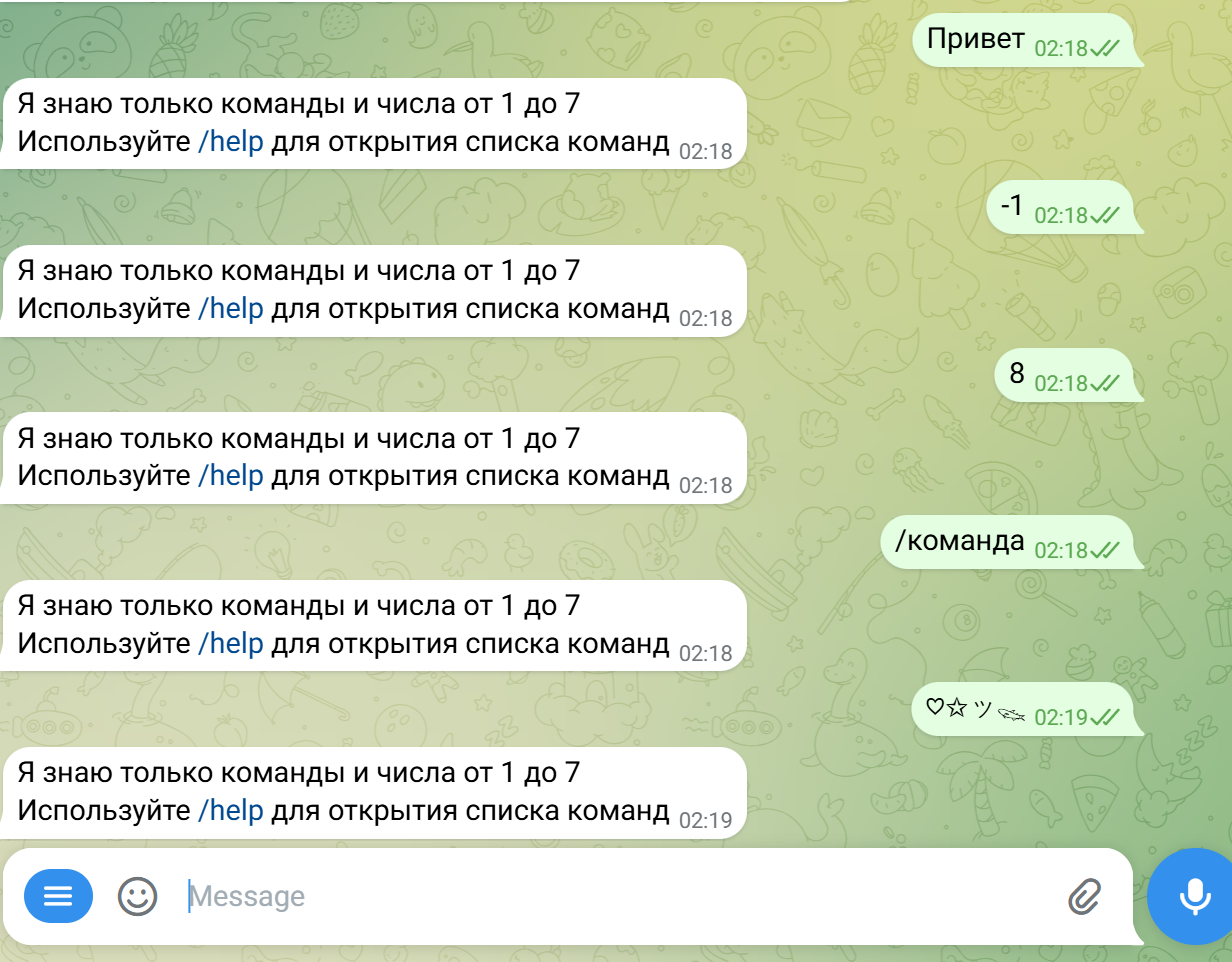 Привет 02:18
Я знаю только команды и числа от 1 до 7
Используйте /help для открытия списка команд 02:18
-1 02:18
Я знаю только команды и числа от 1 до 7
Используйте /help для открытия списка команд 02:18
8 02:18
Я знаю только команды и числа от 1 до 7
Используйте /help для открытия списка команд 02:18
/команда 02:18
Я знаю только команды и числа от 1 до 7
Используйте /help для открытия списка команд 02:18
♡☆ツ 02:19
Я знаю только команды и числа от 1 до 7
Используйте /help для открытия списка команд 02:19
Message